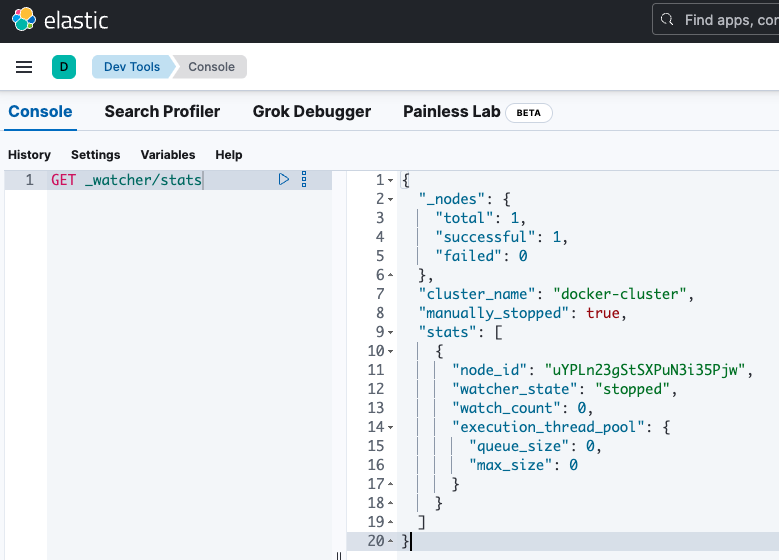 elastic
Find apps, con
D Dev Tools Console
Console Search Profiler Grok Debugger Painless Lab BETA
History Settings Variables Help
1 GET _watcher/stats
1 {
2 "_nodes": {
3 "total": 1,
4 "successful": 1,
5 "failed": 0
6 },
7 "cluster_name": "docker-cluster",
8 "manually_stopped": true,
9 "stats": [
10 {
11 "node_id": "uYPLn23gStSXPuN3i35Pjw",
12 "watcher_state": "stopped",
13 "watch_count": 0,
14 "execution_thread_pool": {
15 "queue_size": 0,
16 "max_size": 0
17 }
18 }
19 ]
20 }